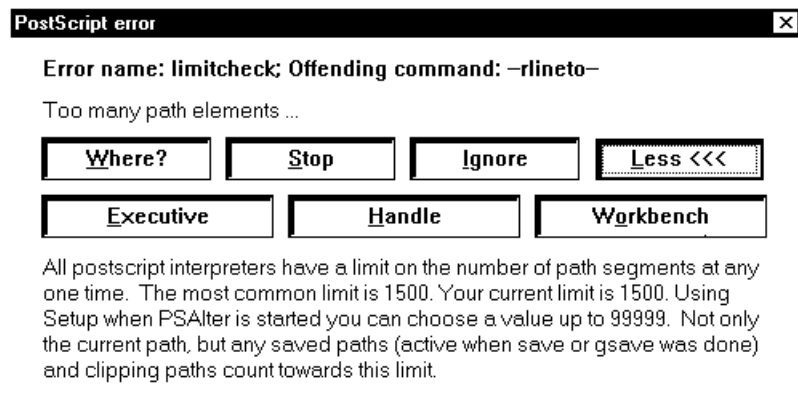 PostScript error
Error name: limitcheck; Offending command: –rlineto–
Too many path elements ...
Where? Stop Ignore Less <<<
Executive Handle Workbench
All postscript interpreters have a limit on the number of path segments at any
one time. The most common limit is 1500. Your current limit is 1500. Using
Setup when PSAlter is started you can choose a value up to 99999. Not only
the current path, but any saved paths (active when save or gsave was done)
and clipping paths count towards this limit.